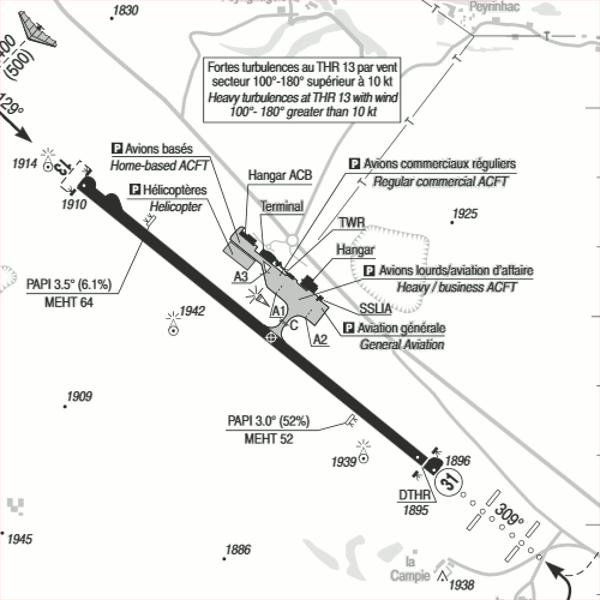 1830
Peyrinhac
(500)
129°
Fortes turbulences au THR 13 par vent
secteur 100°-180° supérieur à 10 kt
Heavy turbulences at THR 13 with wind
100°- 180° greater than 10 kt
1914
13
1910
P Avions basés
Home-based ACFT
P Hélicoptères
Helicopter
Hangar ACB
Terminal
P Avions commerciaux réguliers
Regular commercial ACFT
1925
TWR
Hangar
P Avions lourds/aviation d'affaire
Heavy / business ACFT
PAPI 3.5° (6.1%)
MEHT 64
A3
A1
C
A2
SSLIA
P Aviation générale
General Aviation
1942
1909
PAPI 3.0° (52%)
MEHT 52
1939
1896
31
DTHR
1895
309°
1945
1886
la
Campie
1938